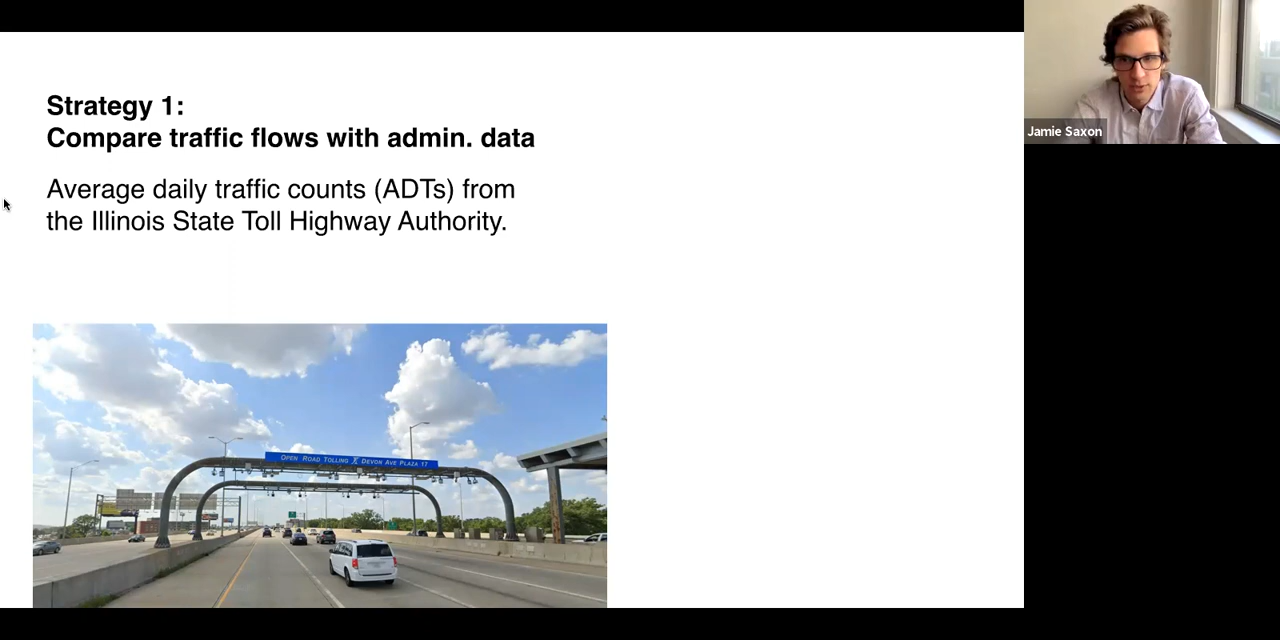 Strategy 1:
Compare traffic flows with admin. data
Average daily traffic counts (ADTs) from
the Illinois State Toll Highway Authority.
OPEN ROAD TOLLING DEVON AVE PLAZA 17
Jamie Saxon